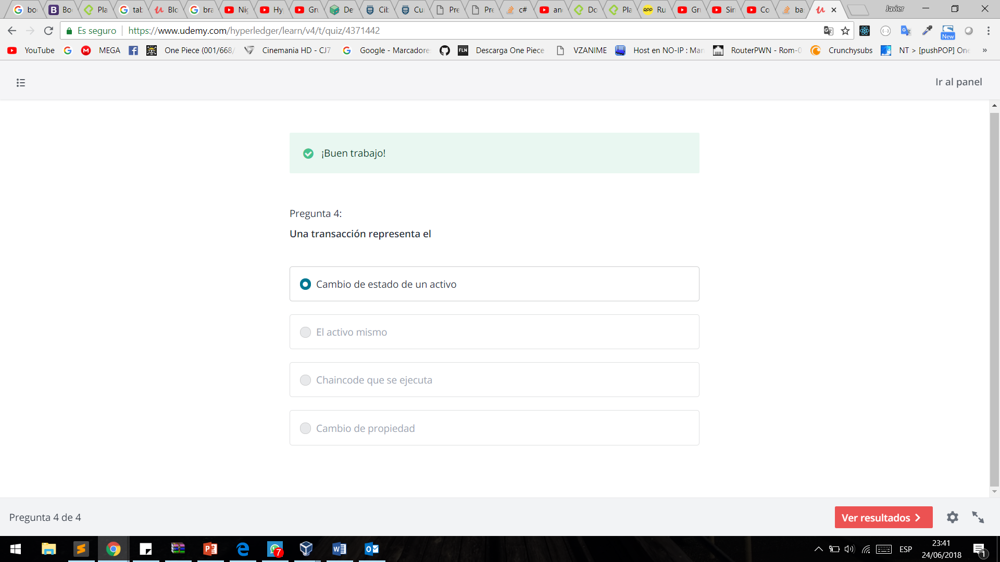 bo Bo Pla tab Blo bra Nig Hy Gru De Cib Cur Pre Pre c# an Do Pla Ru Gru Sin Co ba Javier
Es seguro https://www.udemy.com/hyperledger/learn/v4/t/quiz/4371442 New
YouTube MEGA One Piece (001/668/ Cinemania HD - CJ7 Google - Marcadore FLN Descarga One Piece VZANIME Host en NO-IP : Man RouterPWN - Rom-0 Crunchysubs NT > [pushPOP] One »
Ir al panel
¡Buen trabajo!
Pregunta 4:
Una transacción representa el
Cambio de estado de un activo
El activo mismo
Chaincode que se ejecuta
Cambio de propiedad
Pregunta 4 de 4
Ver resultados
7
ESP
23:41
24/06/2018
1